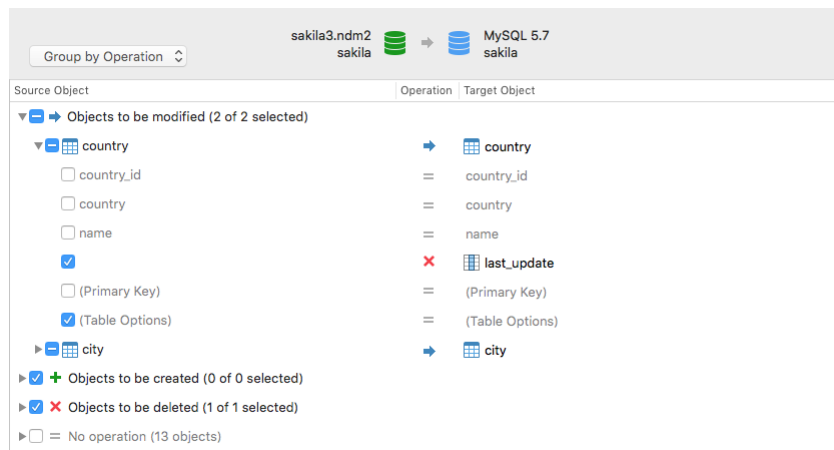 sakila3.ndm2
sakila
MySQL 5.7
sakila
Group by Operation
Source Object Operation Target Object
Objects to be modified (2 of 2 selected)
country country
country_id = country_id
country = country
name = name
last_update
(Primary Key) = (Primary Key)
(Table Options) = (Table Options)
city city
Objects to be created (0 of 0 selected)
Objects to be deleted (1 of 1 selected)
= No operation (13 objects)